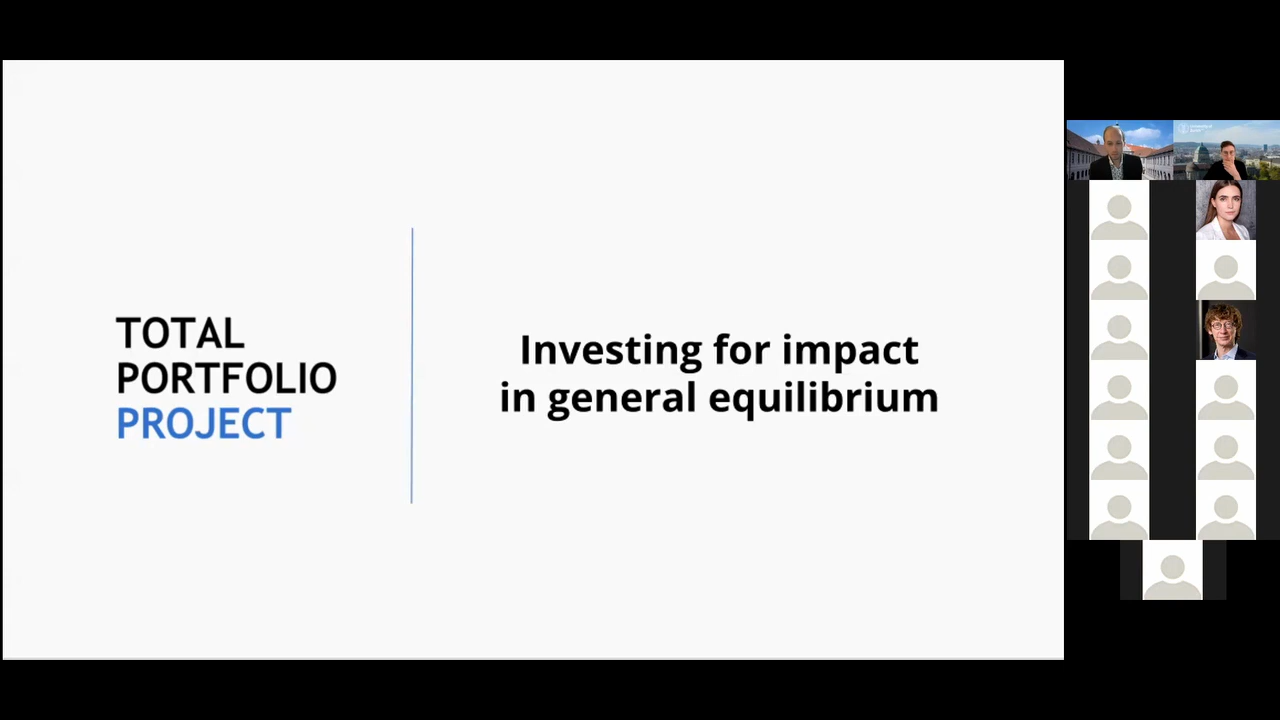 TOTAL
PORTFOLIO
PROJECT
Investing for impact
in general equilibrium